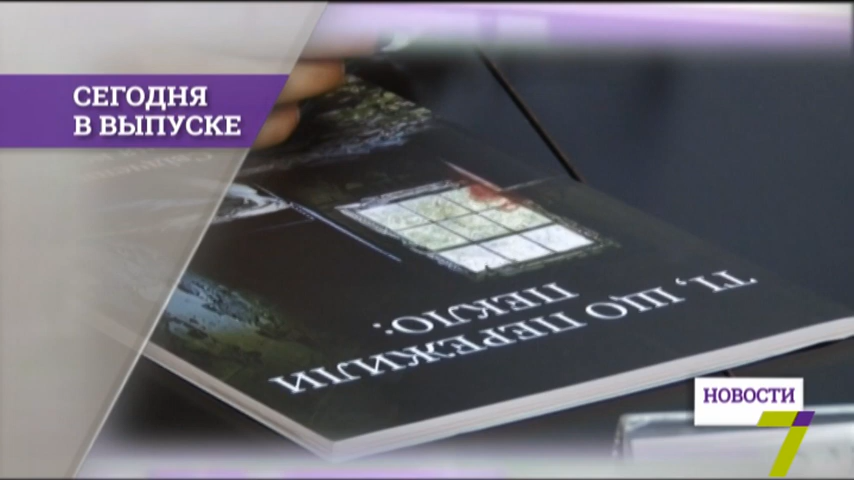 СЕГОДНЯ
В ВЫПУСКЕ
ТІ, ЩО ПЕРЕЖИЛИ
ПЕКЛО:
НОВОСТИ
7